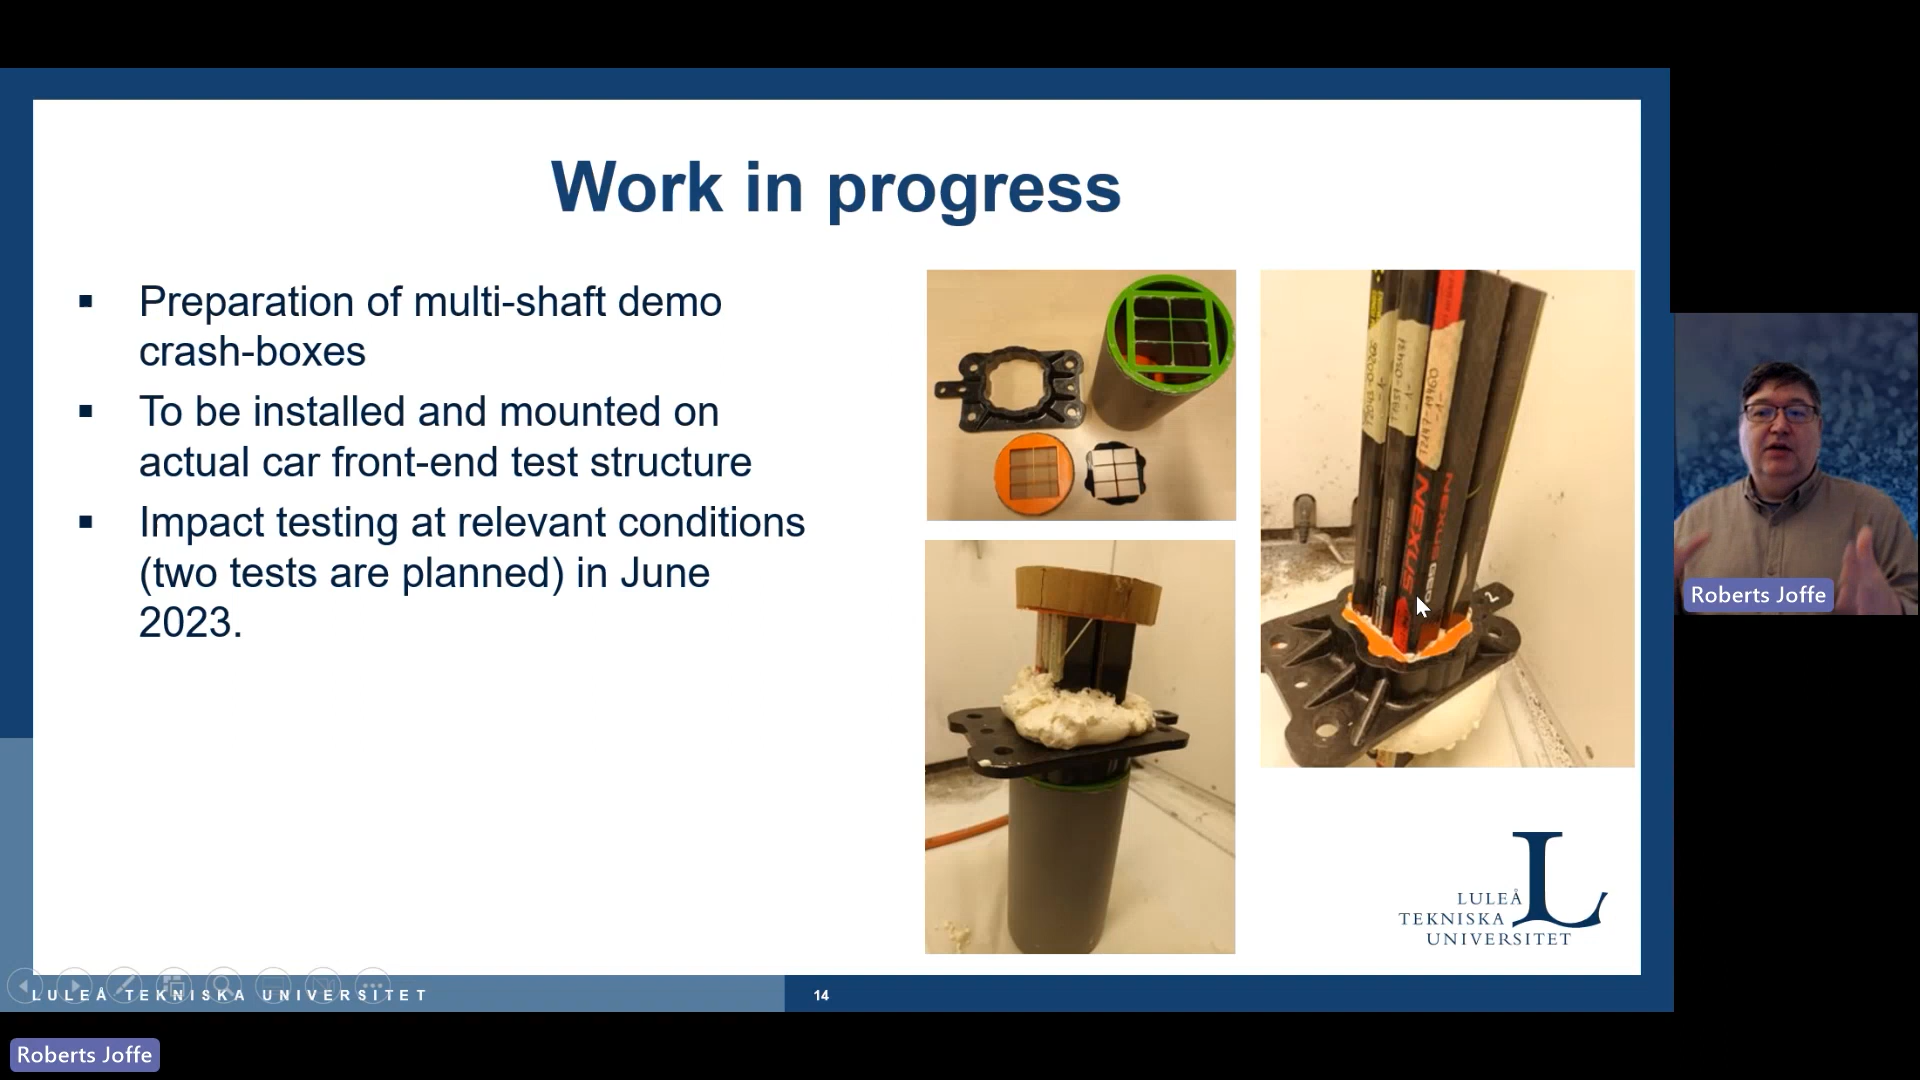 Work in progress
Preparation of multi-shaft demo
crash-boxes
To be installed and mounted on
actual car front-end test structure
Impact testing at relevant conditions
(two tests are planned) in June
2023.
NEXUS
NEXUS
2
LULEÅ
TEKNISKA
UNIVERSITET
Roberts Joffe
LULEÅ TEKNISKA UNIVERSITET
14
Roberts Joffe